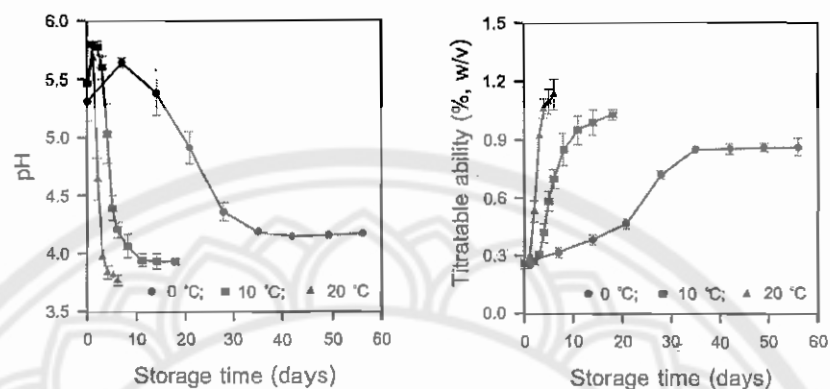 pH
6.0
5.5
5.0
4.5
4.0
3.5
0 °C; 10 °C; 20 °C
0 10 20 30 40 50 60
Storage time (days)
Titratable ability (%, w/v)
1.5
1.2
0.9
0.6
0.3
0.0
0 °C; 10 °C; 20 °C
0 10 20 30 40 50 60
Storage time (days)